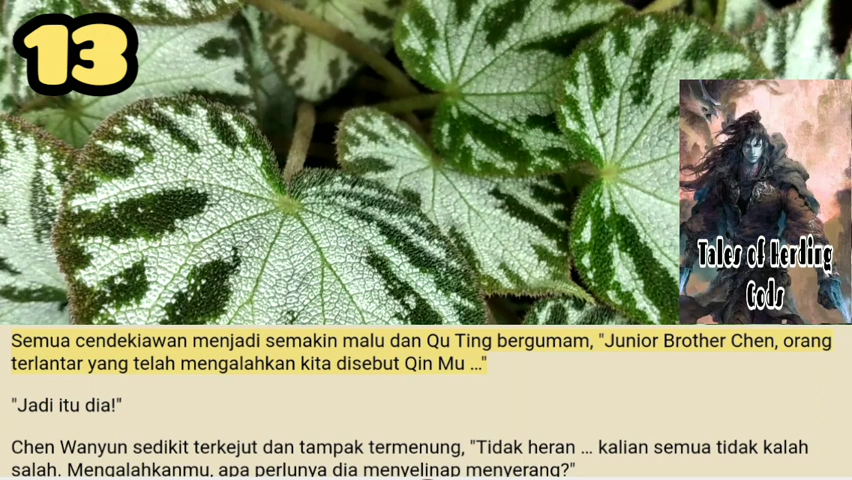 13
Tales of Herding
Gods
Semua cendekiawan menjadi semakin malu dan Qu Ting bergumam, "Junior Brother Chen, orang
terlantar yang telah mengalahkan kita disebut Qin Mu ..."
"Jadi itu dia!"
Chen Wanyun sedikit terkejut dan tampak termenung, "Tidak heran ... kalian semua tidak kalah
salah. Mengalahkanmu, apa perlunya dia menyelinap menyerang?"